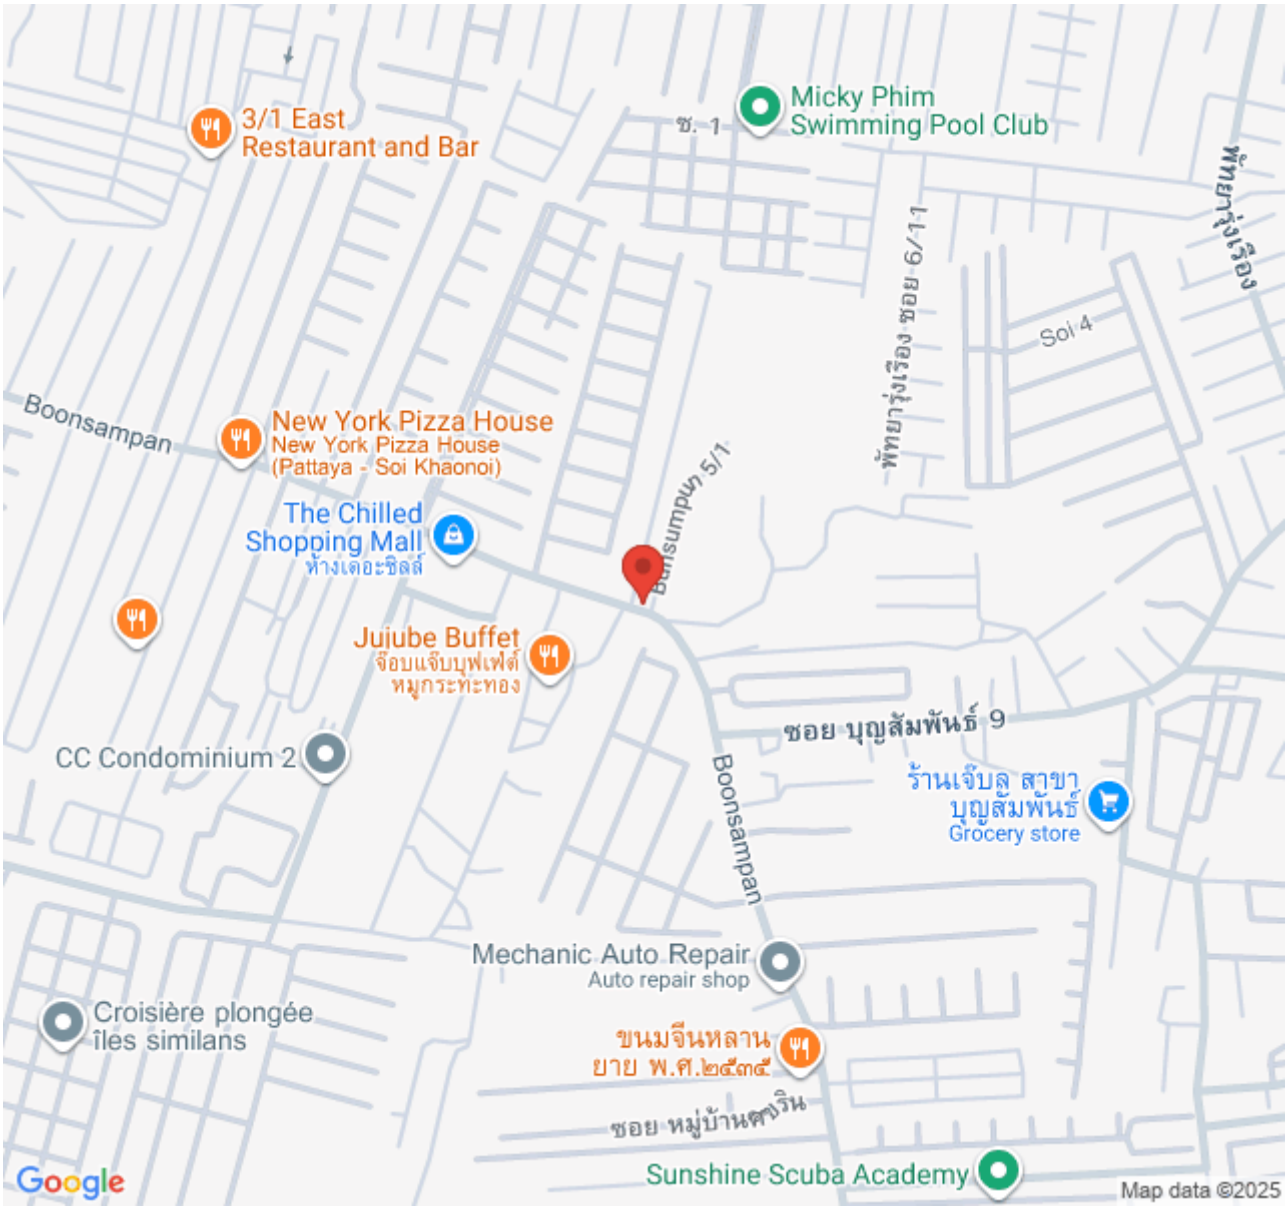 3/1 East
Restaurant and Bar
Micky Phim
Swimming Pool Club
ซ. 1
พัทยารุ่งเรือง
พัทยารุ่งเรือง ซอย 6/11
Soi 4
Boonsampan
New York Pizza House
New York Pizza House
(Pattaya - Soi Khaonoi)
The Chilled
Shopping Mall
ห้างเดอะชิลล์
Bunsumpun 5/1
Jujube Buffet
จ๊อบแจ๊บบุฟเฟ่ต์
หมูกระทะทอง
ซอย บุญสัมพันธ์ 9
CC Condominium 2
Boonsampan
ร้านเจ๊บล สาขา
บุญสัมพันธ์
Grocery store
Mechanic Auto Repair
Auto repair shop
Croisière plongée
îles similans
ขนมจีนหลาน
ยาย พ.ศ.๒๕๓๕
ซอย หมู่บ้าน
Sunshine Scuba Academy
Google
Map data ©2025